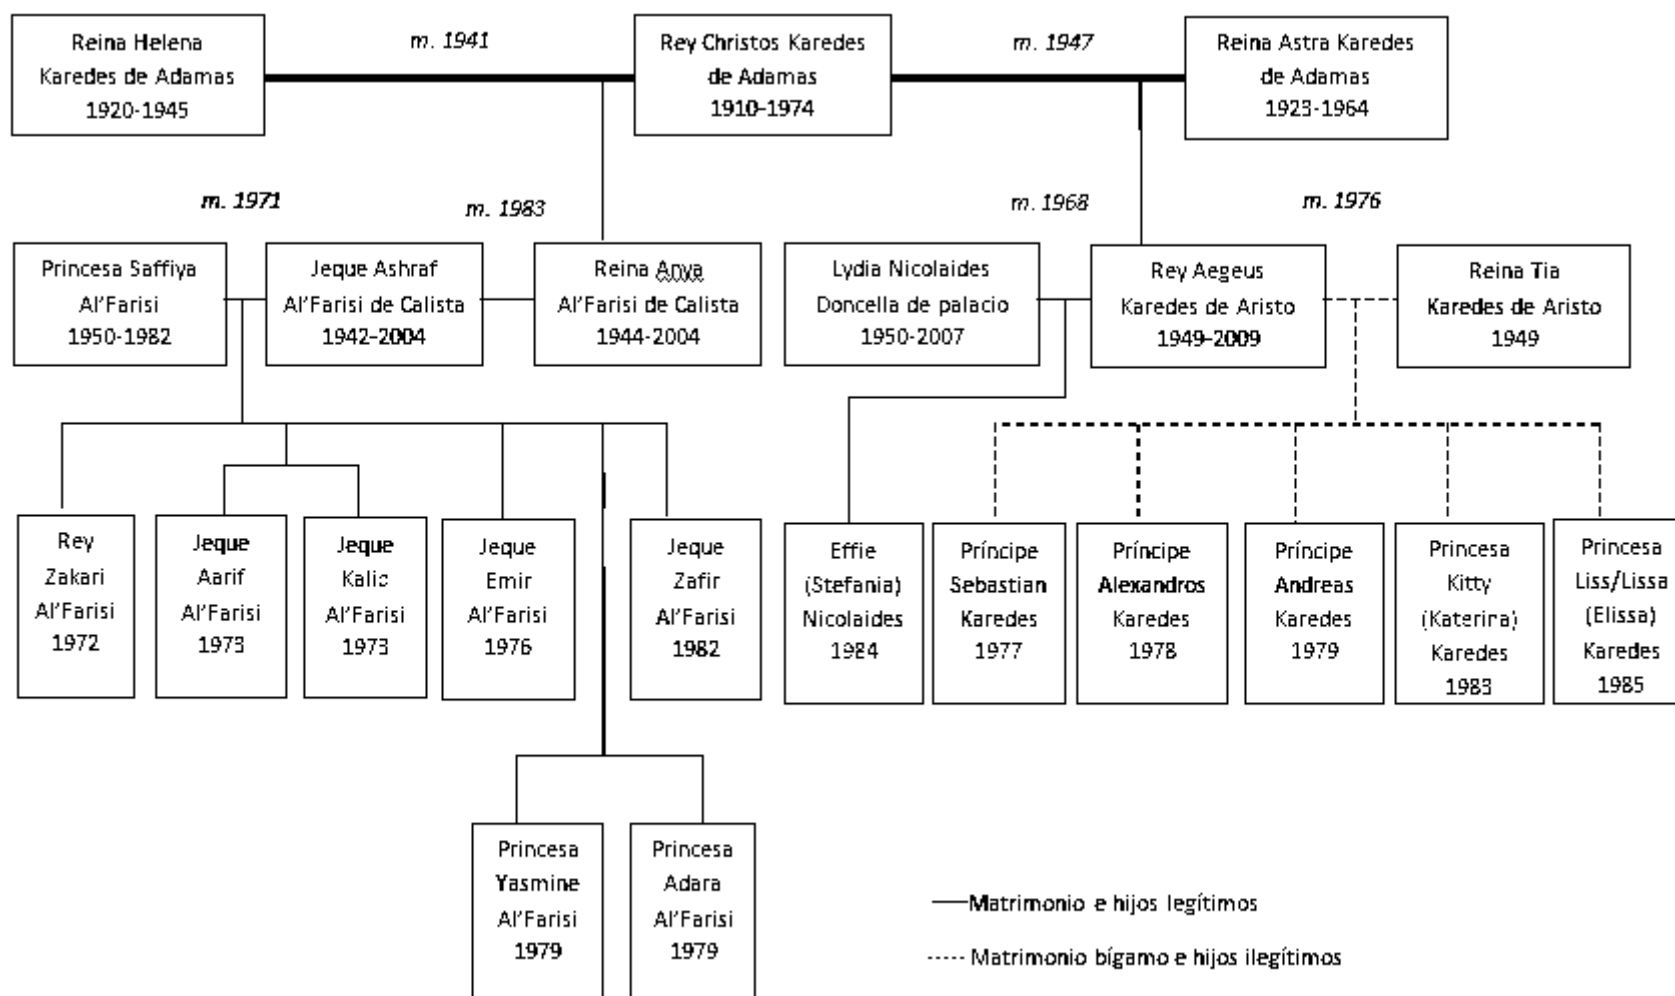 Reina Helena
Karedes de Adamas
1920-1945
m. 1941
Rey Christos Karedes
de Adamas
1910-1974
m. 1947
Reina Astra Karedes
de Adamas
1923-1964
m. 1971
m. 1983
m. 1968
m. 1976
Princesa Saffiya
Al'Farisi
1950-1982
Jeque Ashraf
Al'Farisi de Calista
1942-2004
Reina Anya
Al'Farisi de Calista
1944-2004
Lydia Nicolaides
Doncella de palacio
1950-2007
Rey Aegeus
Karedes de Aristo
1949-2009
Reina Tia
Karedes de Aristo
1949
Rey
Zakari
Al'Farisi
1972
Jeque
Aarif
Al'Farisi
1973
Jeque
Kaliq
Al'Farisi
1973
Jeque
Emir
Al'Farisi
1976
Jeque
Zafir
Al'Farisi
1982
Effie
(Stefania)
Nicolaides
1984
Príncipe
Sebastian
Karedes
1977
Príncipe
Alexandros
Karedes
1978
Príncipe
Andreas
Karedes
1979
Princesa
Kitty
(Katerina)
Karedes
1983
Princesa
Liss/Lissa
(Elissa)
Karedes
1985
Princesa
Yasmine
Al'Farisi
1979
Princesa
Adara
Al'Farisi
1979
Matrimonio e hijos legítimos
Matrimonio bígamo e hijos ilegítimos